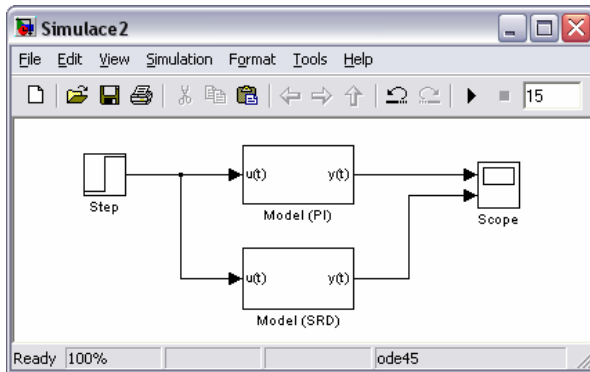 Simulace2
File Edit View Simulation Format Tools Help
15
Step
u(t) y(t)
Model (PI)
Scope
u(t) y(t)
Model (SRD)
Ready 100% ode45